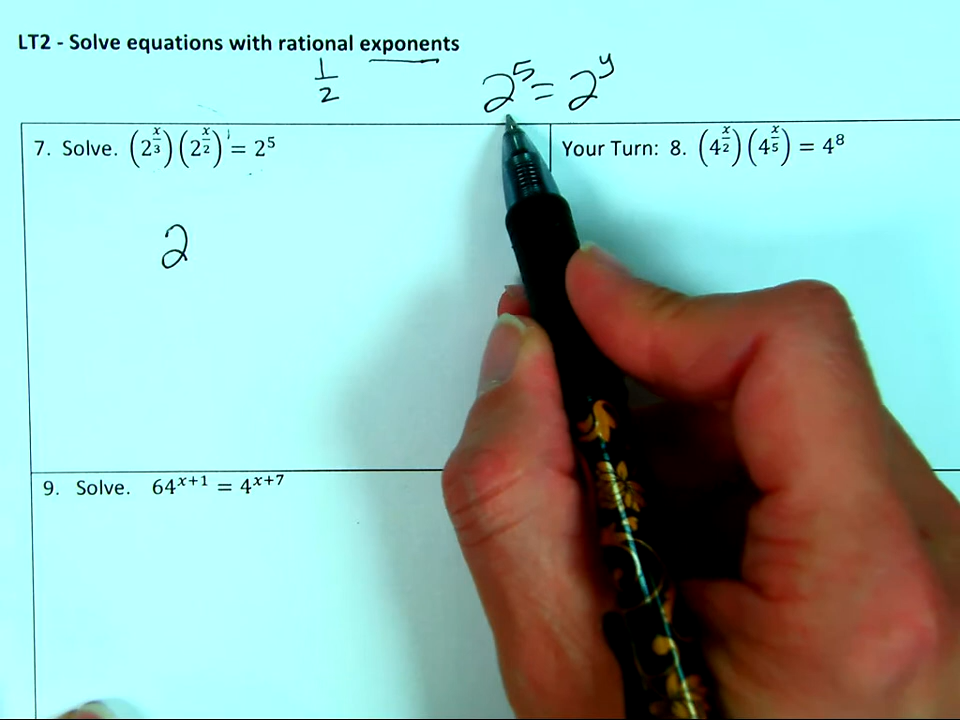 LT2 - Solve equations with rational exponents
1/2
2^5 = 2^y
7. Solve. (2^(x/3))(2^(x/2)) = 2^5
Your Turn: 8. (4^(x/2))(4^(x/5)) = 4^8
2
9. Solve. 64^(x+1) = 4^(x+7)